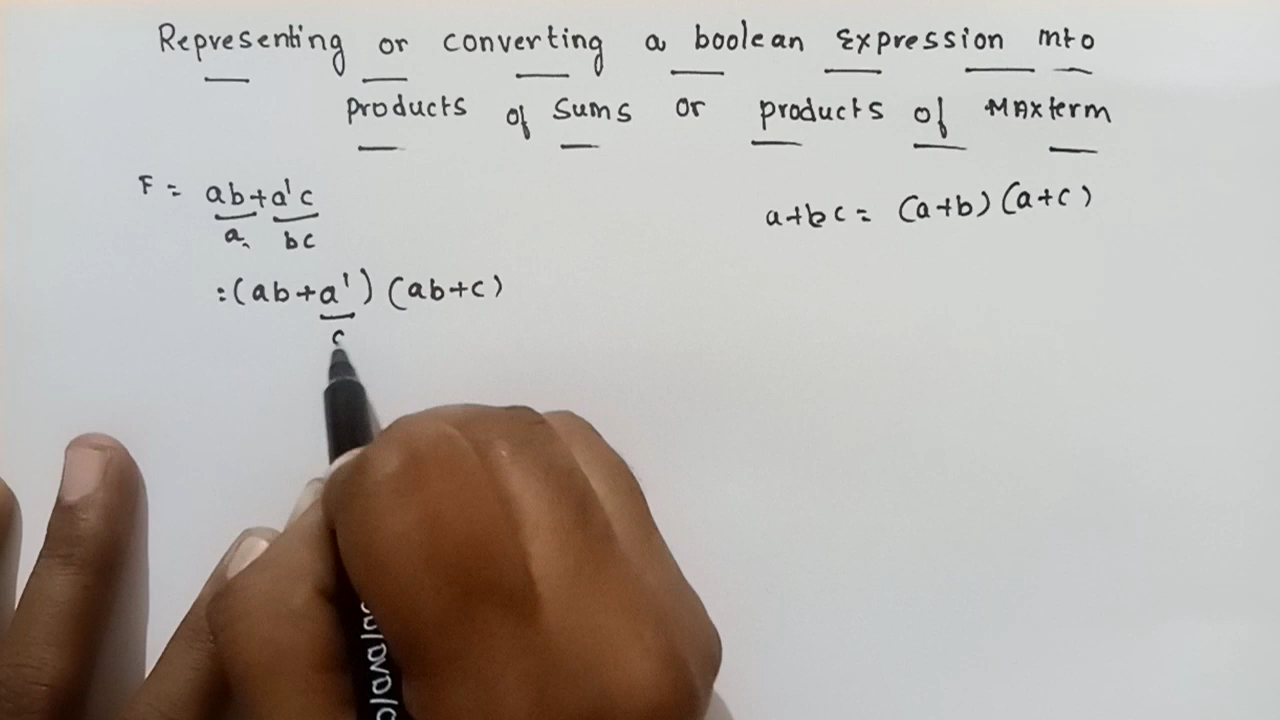 Representing or converting a boolean Expression into
products of sums or products of MAXterm
F = ab+a'c
a bc
a+bc = (a+b) (a+c)
:(ab+a') (ab+c)
c